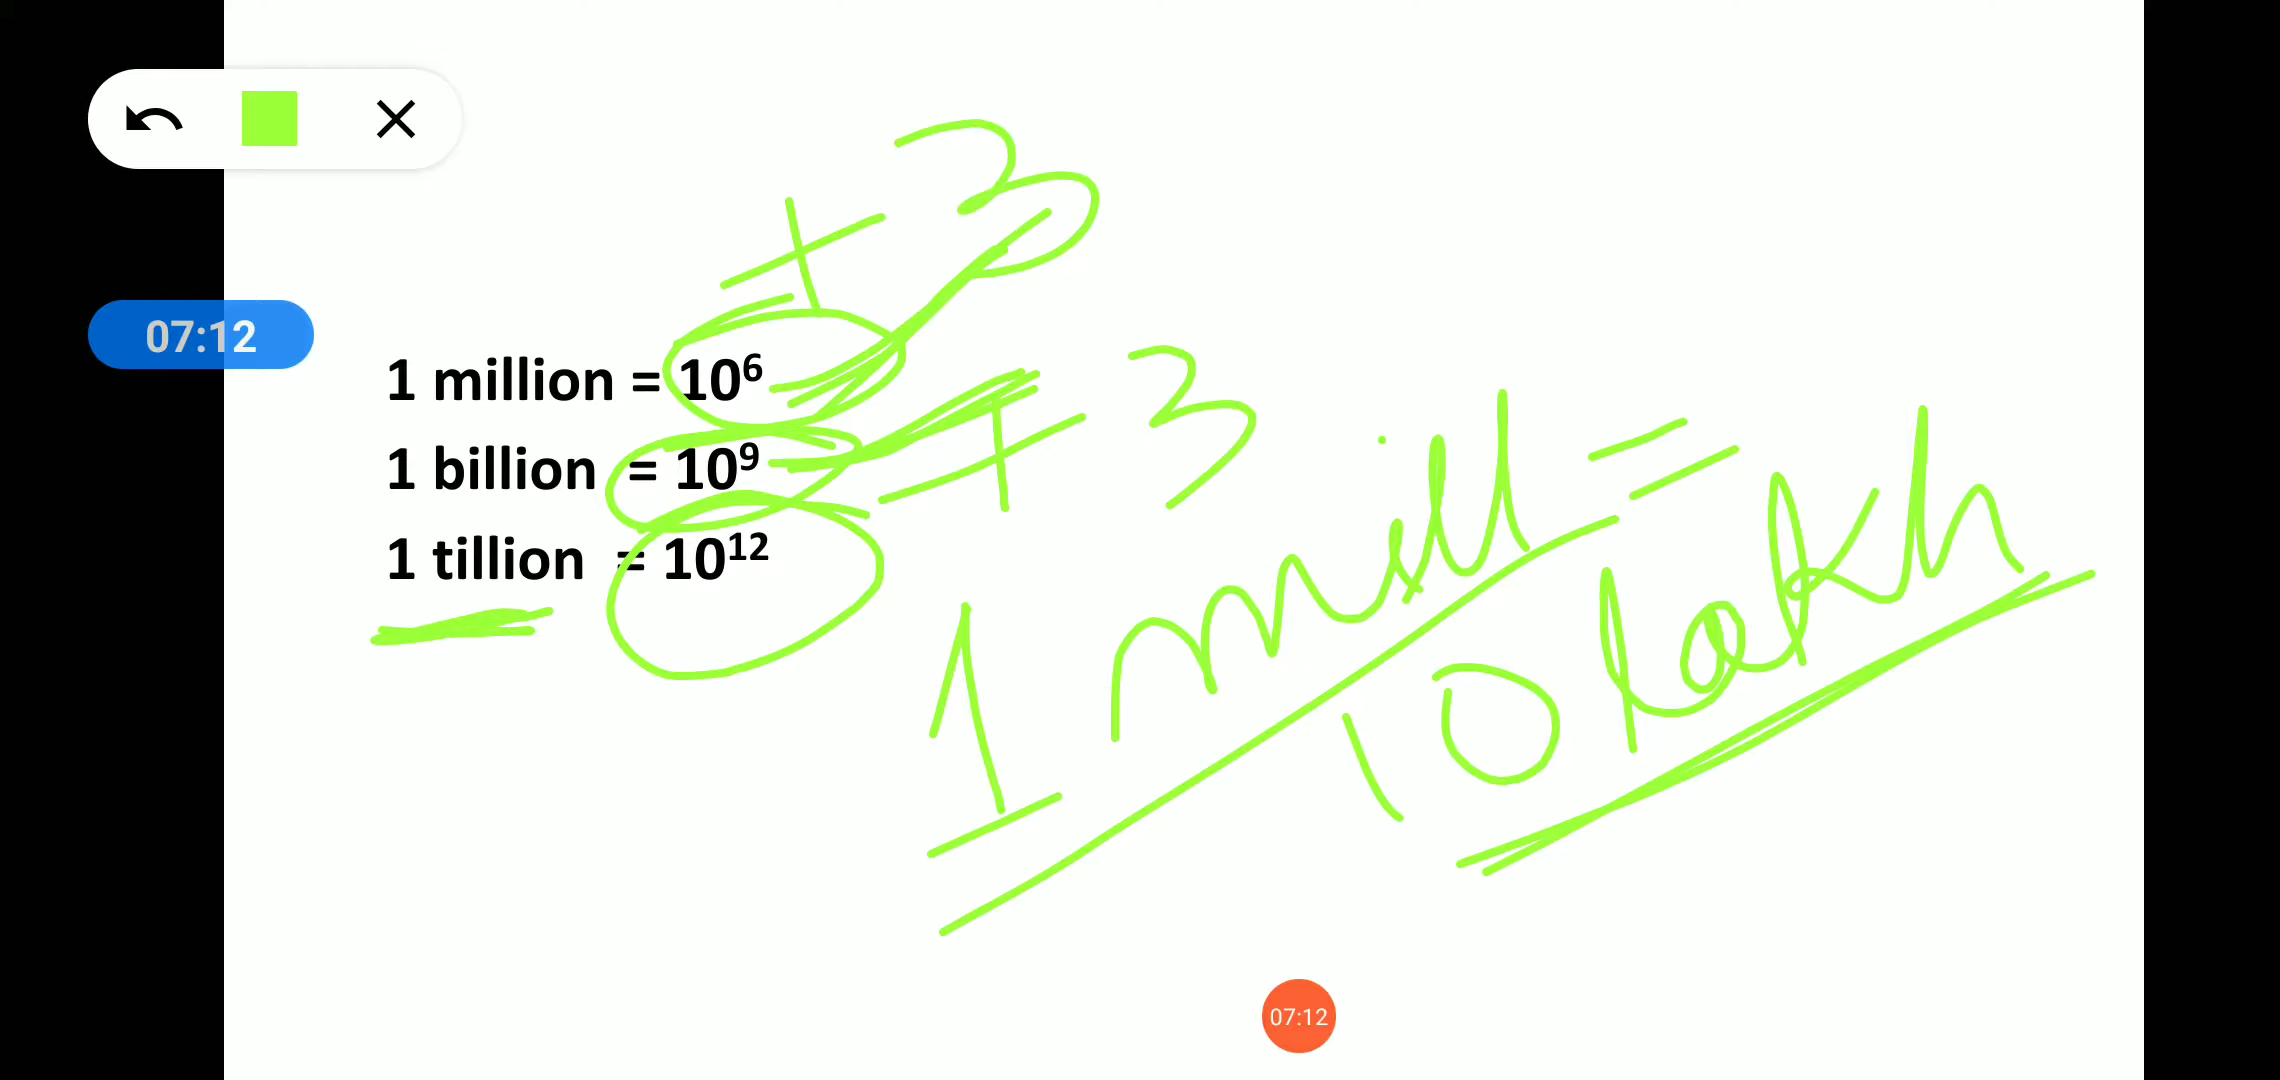 +3
07:12
1 million = 10⁶
1 billion = 10⁹ +3
1 tillion = 10¹²
1 mill =
10 lakh
07:12